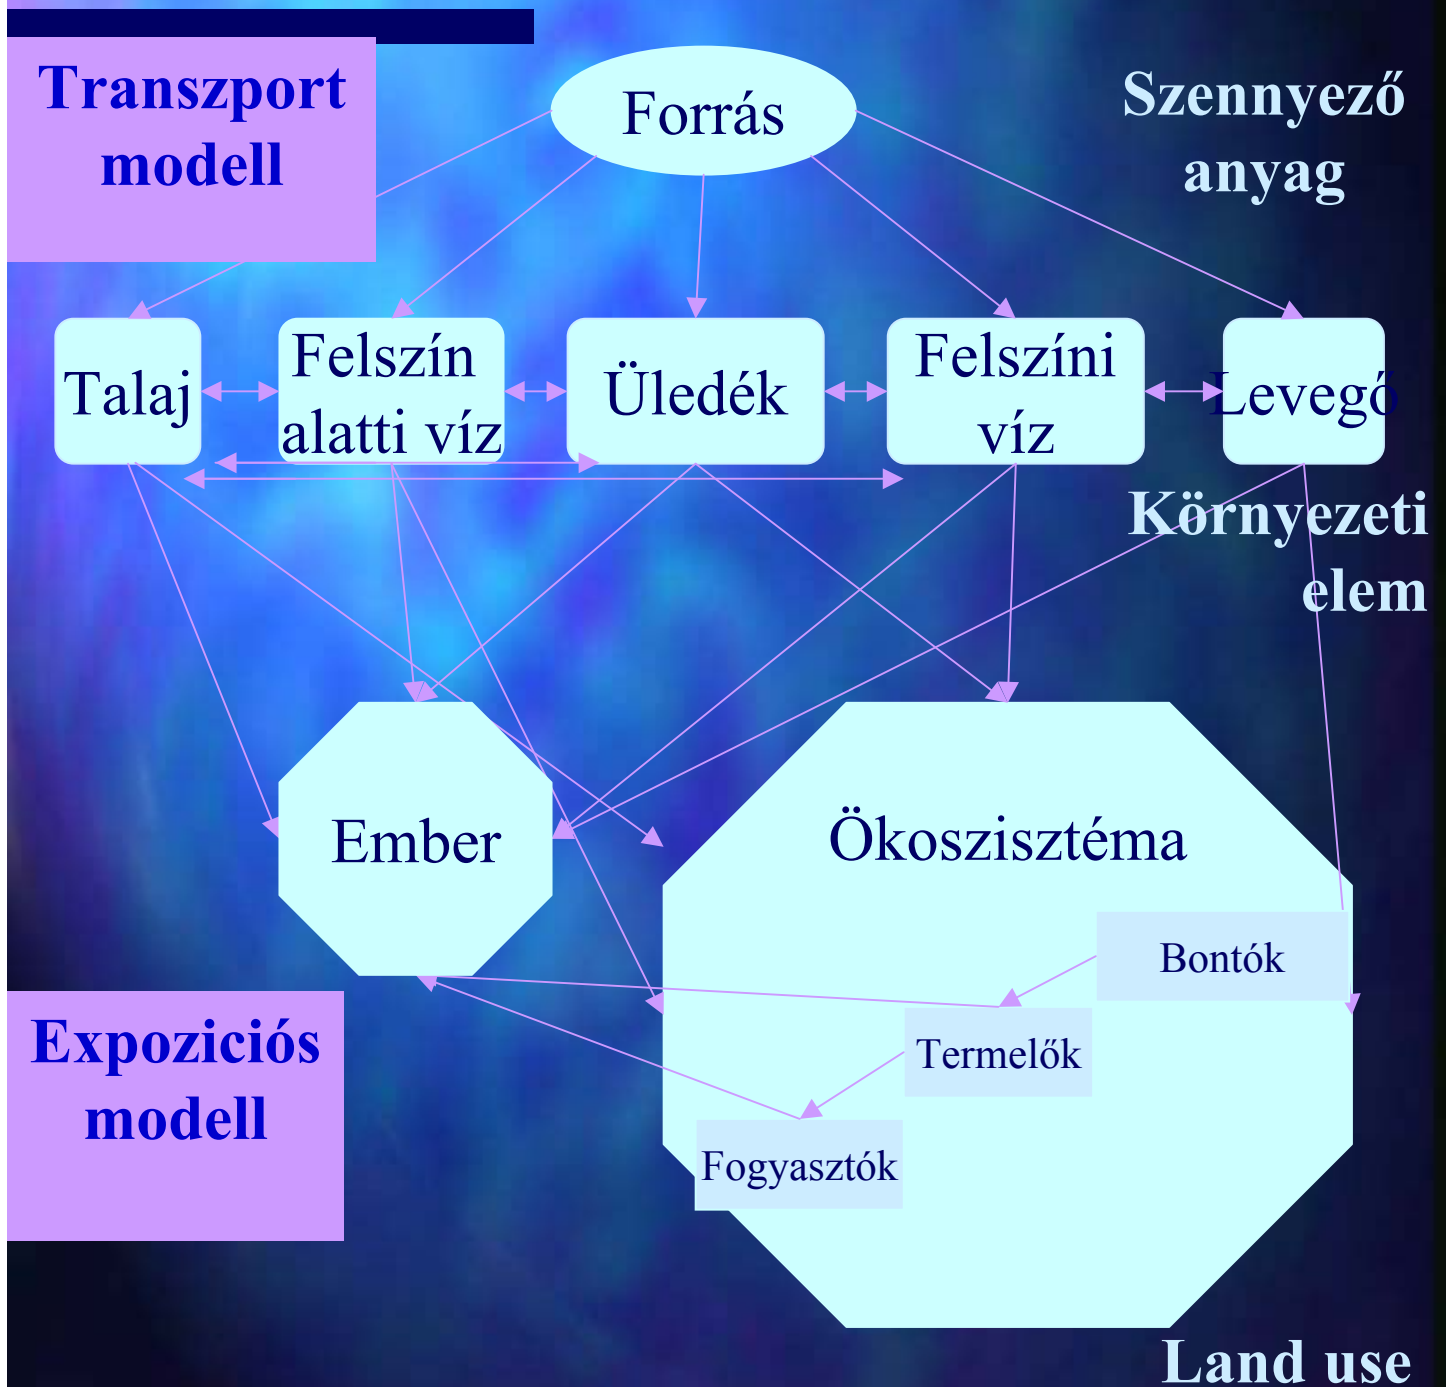 Transzport
modell
Forrás
Szennyező
anyag
Talaj
Felszín
alatti víz
Üledék
Felszíni
víz
Levegő
Környezeti
elem
Ember
Ökoszisztéma
Bontók
Termelők
Fogyasztók
Expoziciós
modell
Land use